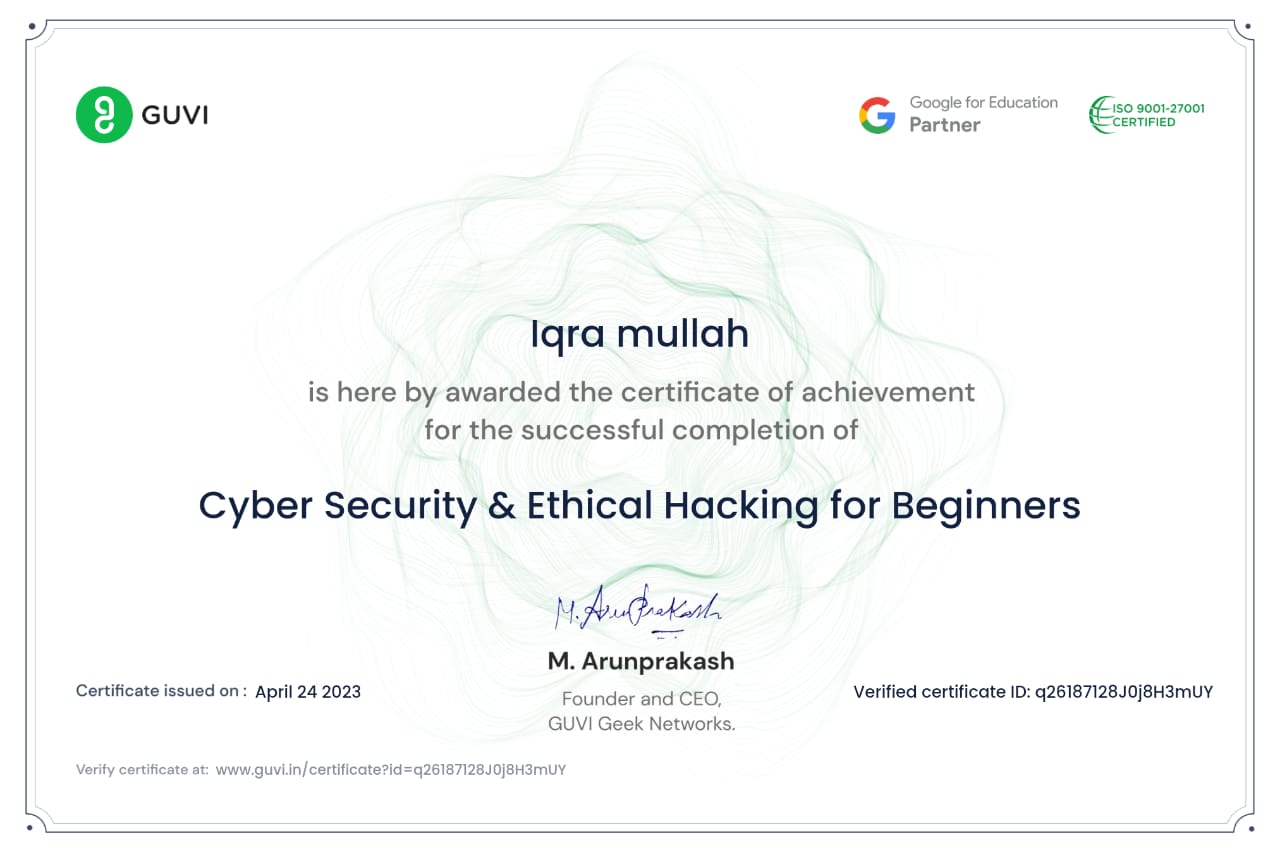 GUVI
Google for Education
Partner
ISO 9001-27001
CERTIFIED
Iqra mullah
is here by awarded the certificate of achievement
for the successful completion of
Cyber Security & Ethical Hacking for Beginners
M. Arunprakash
M. Arunprakash
Founder and CEO,
GUVI Geek Networks.
Certificate issued on : April 24 2023
Verified certificate ID: q26187128J0j8H3mUY
Verify certificate at: www.guvi.in/certificate?id=q26187128J0j8H3mUY